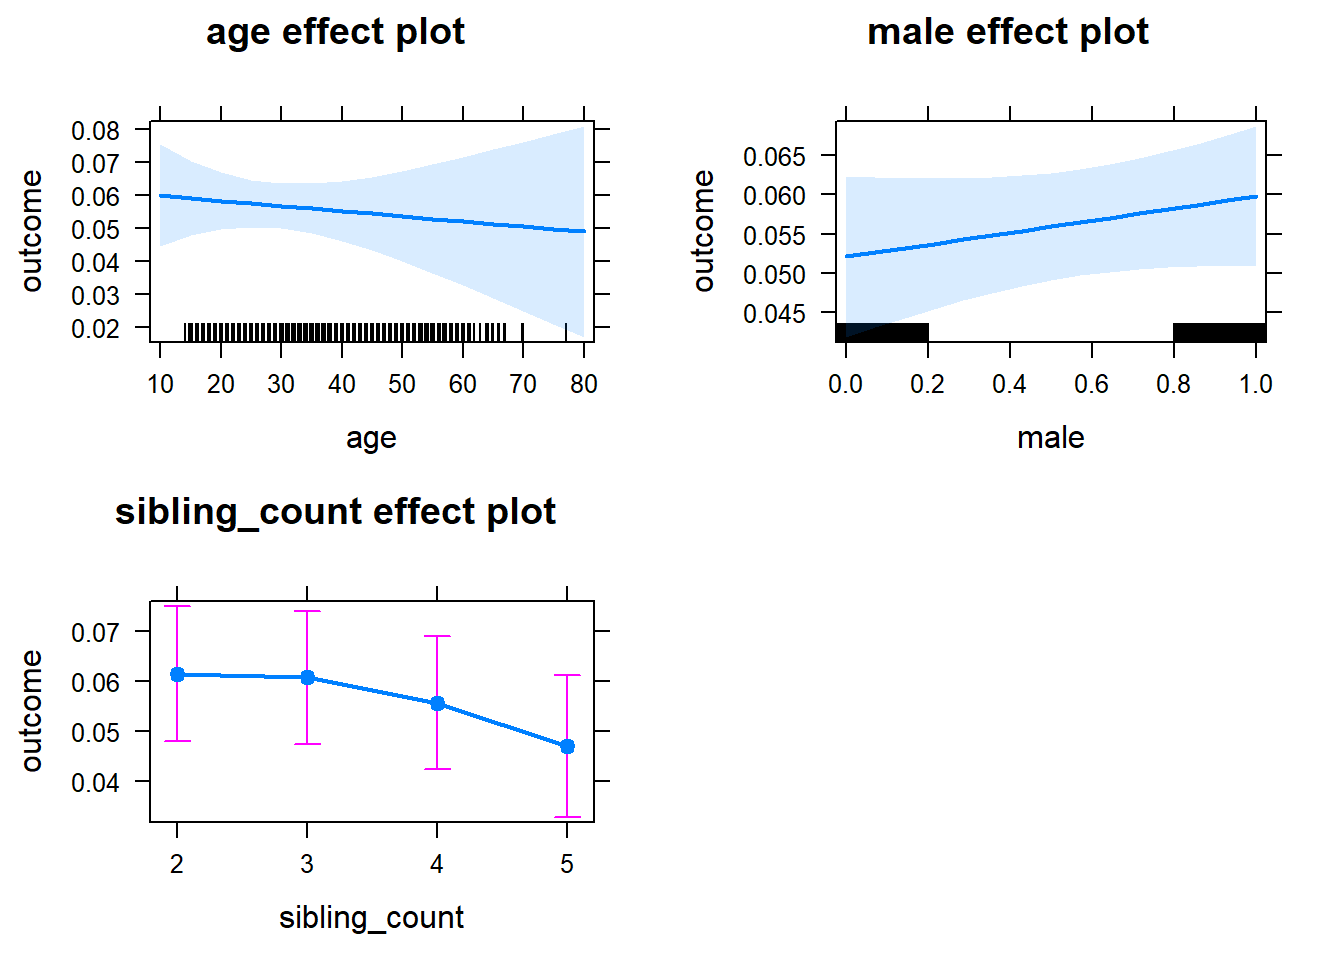 age effect plot
outcome
0.08
0.07
0.06
0.05
0.04
0.03
0.02
10 20 30 40 50 60 70 80
age
male effect plot
outcome
0.065
0.060
0.055
0.050
0.045
0.0 0.2 0.4 0.6 0.8 1.0
male
sibling_count effect plot
outcome
0.07
0.06
0.05
0.04
2 3 4 5
sibling_count